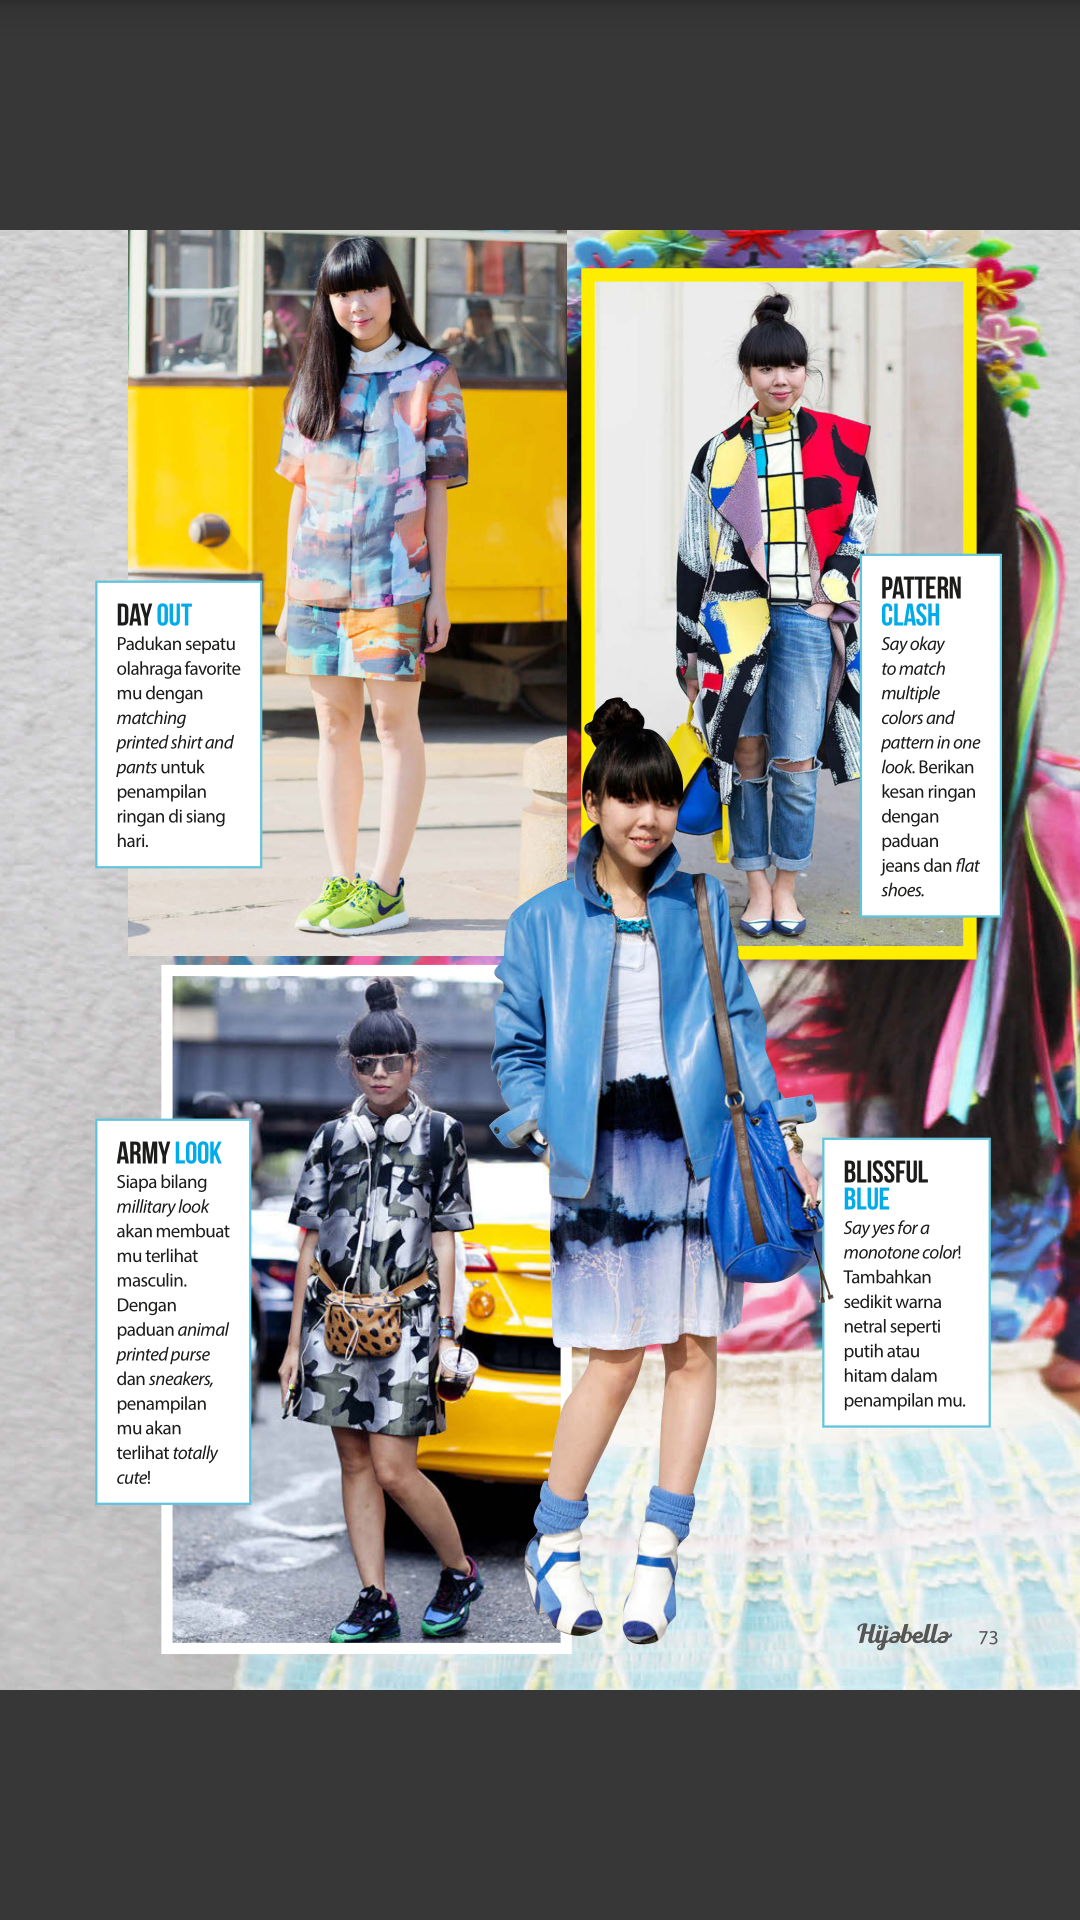 DAY OUT
Padukan sepatu
olahraga favorite
mu dengan
matching
printed shirt and
pants untuk
penampilan
ringan di siang
hari.
PATTERN
CLASH
Say okay
to match
multiple
colors and
pattern in one
look. Berikan
kesan ringan
dengan
paduan
jeans dan flat
shoes.
ARMY LOOK
Siapa bilang
millitary look
akan membuat
mu terlihat
masculin.
Dengan
paduan animal
printed purse
dan sneakers,
penampilan
mu akan
terlihat totally
cute!
BLISSFUL
BLUE
Say yes for a
monotone color!
Tambahkan
sedikit warna
netral seperti
putih atau
hitam dalam
penampilan mu.
Hijabella 73